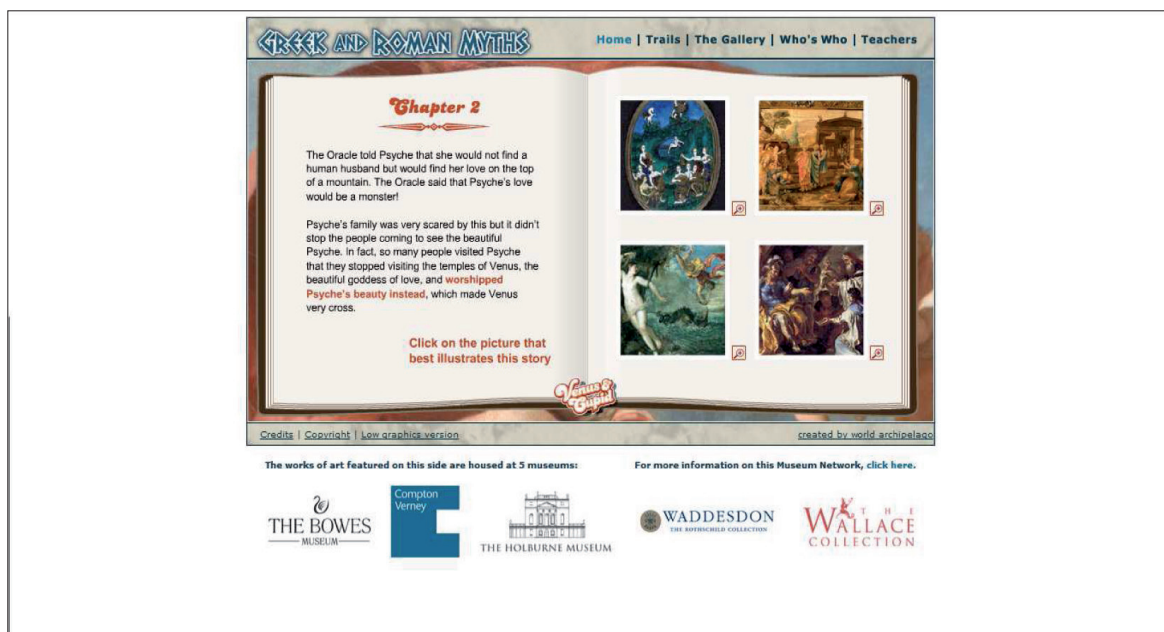 GREEK AND ROMAN MYTHS
Home | Trails | The Gallery | Who's Who | Teachers
Chapter 2
The Oracle told Psyche that she would not find a
human husband but would find her love on the top
of a mountain. The Oracle said that Psyche's love
would be a monster!
Psyche's family was very scared by this but it didn't
stop the people coming to see the beautiful
Psyche. In fact, so many people visited Psyche
that they stopped visiting the temples of Venus, the
beautiful goddess of love, and worshipped
Psyche's beauty instead, which made Venus
very cross.
Click on the picture that
best illustrates this story
Venus &
Cupid
Credits | Copyright | Low graphics version
created by world archipelago
The works of art featured on this side are housed at 5 museums:
For more information on this Museum Network, click here.
THE BOWES
MUSEUM
Compton
Verney
THE HOLBURNE MUSEUM
WADDESDON
THE ROTHSCHILD COLLECTION
THE
WALLACE
COLLECTION